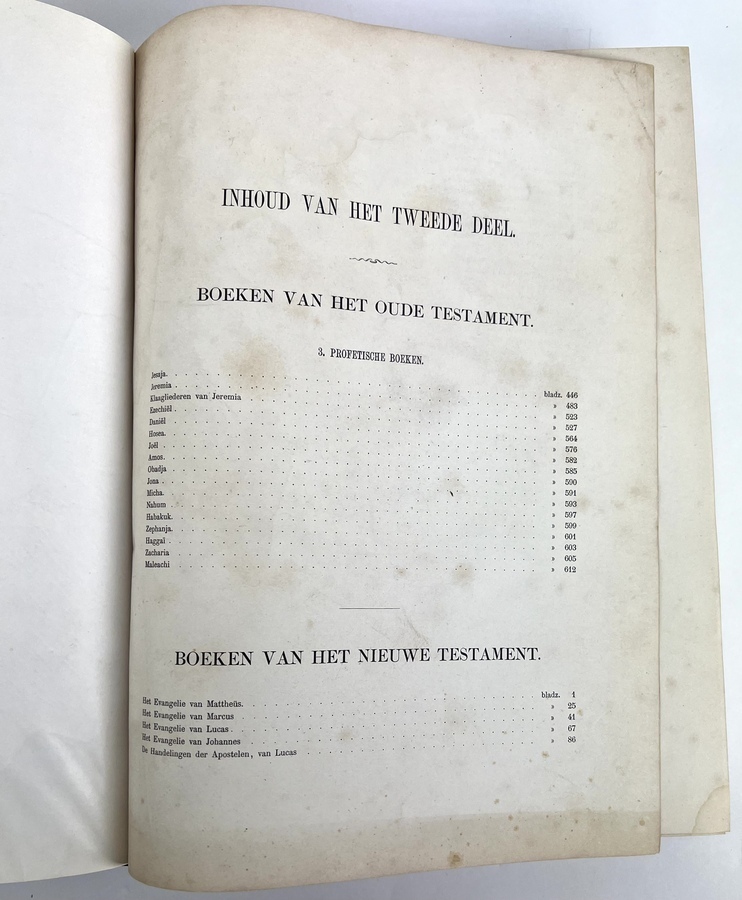 INHOUD VAN HET TWEEDE DEEL.
BOEKEN VAN HET OUDE TESTAMENT.
3. PROFETISCHE BOEKEN.
Jesaja. bladz. 446
Jeremia » 483
Klaagliederen van Jeremia » 523
Ezechiël » 527
Daniël » 564
Hosea. » 576
Joël » 582
Amos. » 585
Obadja » 590
Jona » 591
Micha. » 593
Nahum » 597
Habakuk. » 599
Zephanja. » 601
Haggaï » 603
Zacharia » 605
Maleachi » 612
BOEKEN VAN HET NIEUWE TESTAMENT.
Het Evangelie van Mattheüs. bladz. 1
Het Evangelie van Marcus » 25
Het Evangelie van Lucas » 41
Het Evangelie van Johannes » 67
De Handelingen der Apostelen, van Lucas » 86